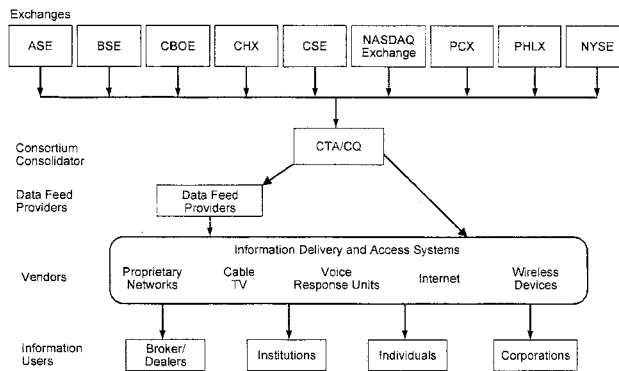 Exchanges
ASE
BSE
CBOE
CHX
CSE
NASDAQ
Exchange
PCX
PHLX
NYSE
Consortium
Consolidator
CTA/CQ
Data Feed
Providers
Data Feed
Providers
Information Delivery and Access Systems
Vendors
Proprietary
Networks
Cable
TV
Voice
Response Units
Internet
Wireless
Devices
Information
Users
Broker/
Dealers
Institutions
Individuals
Corporations